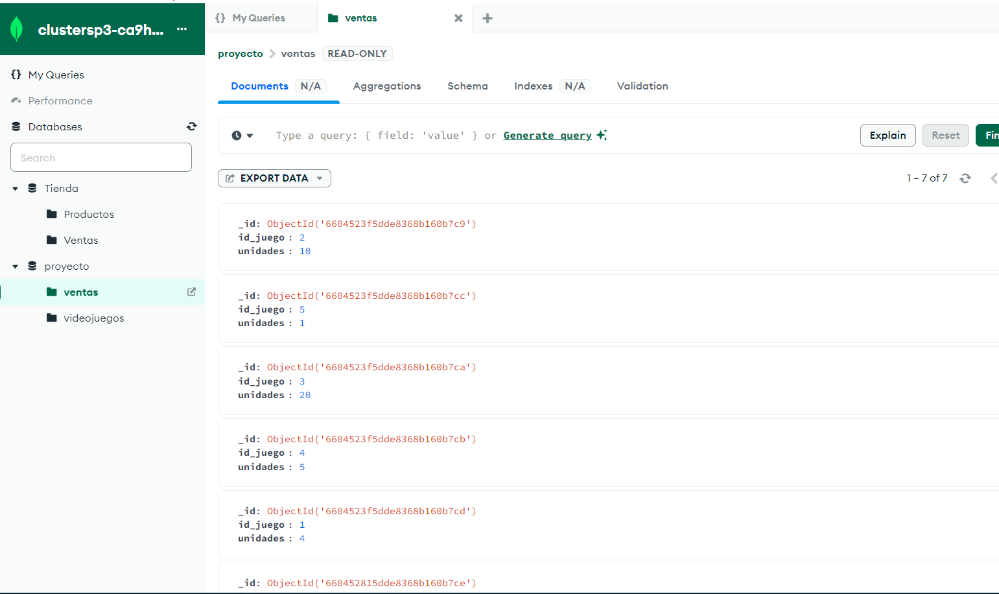 clustersp3-ca9h...
My Queries
Performance
Databases
Search
Tienda
Productos
Ventas
proyecto
ventas
videojuegos
{} My Queries
ventas
proyecto > ventas READ-ONLY
Documents N/A Aggregations Schema Indexes N/A Validation
Type a query: { field: 'value' } or Generate query
Explain Reset Fin
EXPORT DATA
1 – 7 of 7
_id: ObjectId('6604523f5dde8368b160b7c9')
id_juego : 2
unidades : 10
_id: ObjectId('6604523f5dde8368b160b7cc')
id_juego : 5
unidades : 1
_id: ObjectId('6604523f5dde8368b160b7ca')
id_juego : 3
unidades : 20
_id: ObjectId('6604523f5dde8368b160b7cb')
id_juego : 4
unidades : 5
_id: ObjectId('6604523f5dde8368b160b7cd')
id_juego : 1
unidades : 4
_id: ObjectId('660452815dde8368b160b7ce')